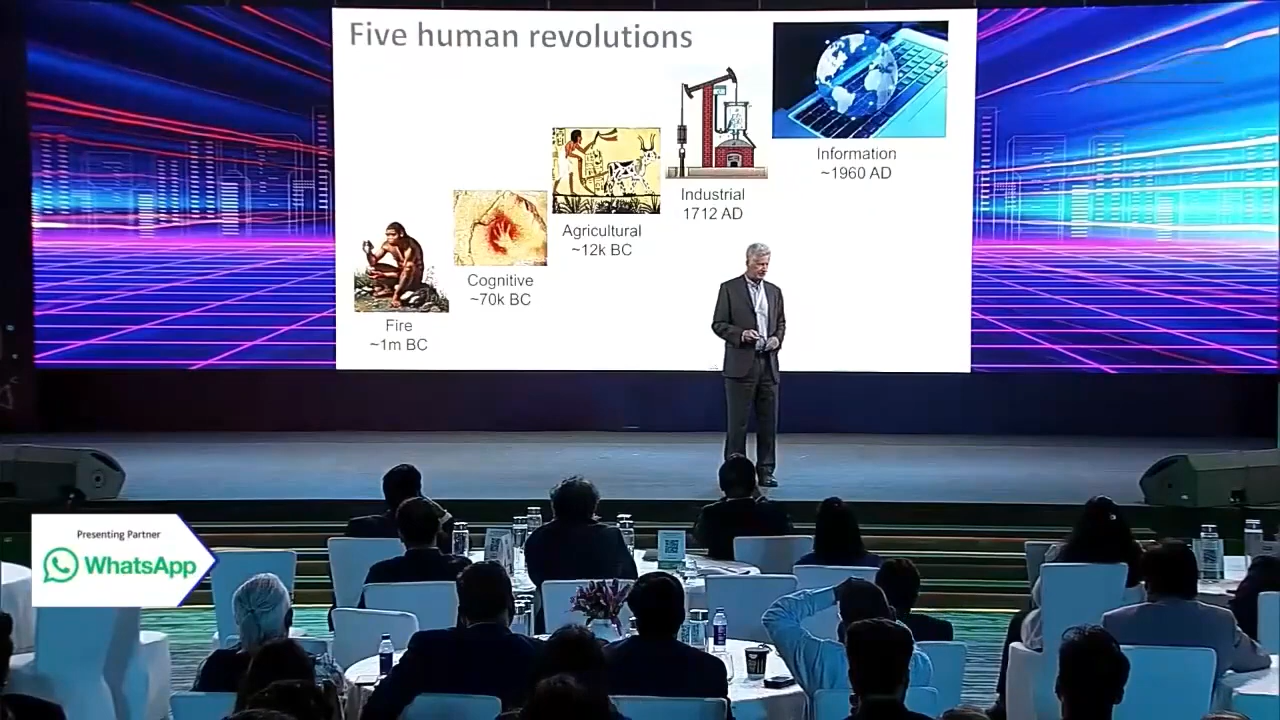 Five human revolutions
Fire
~1m BC
Cognitive
~70k BC
Agricultural
~12k BC
Industrial
1712 AD
Information
~1960 AD
Presenting Partner
WhatsApp